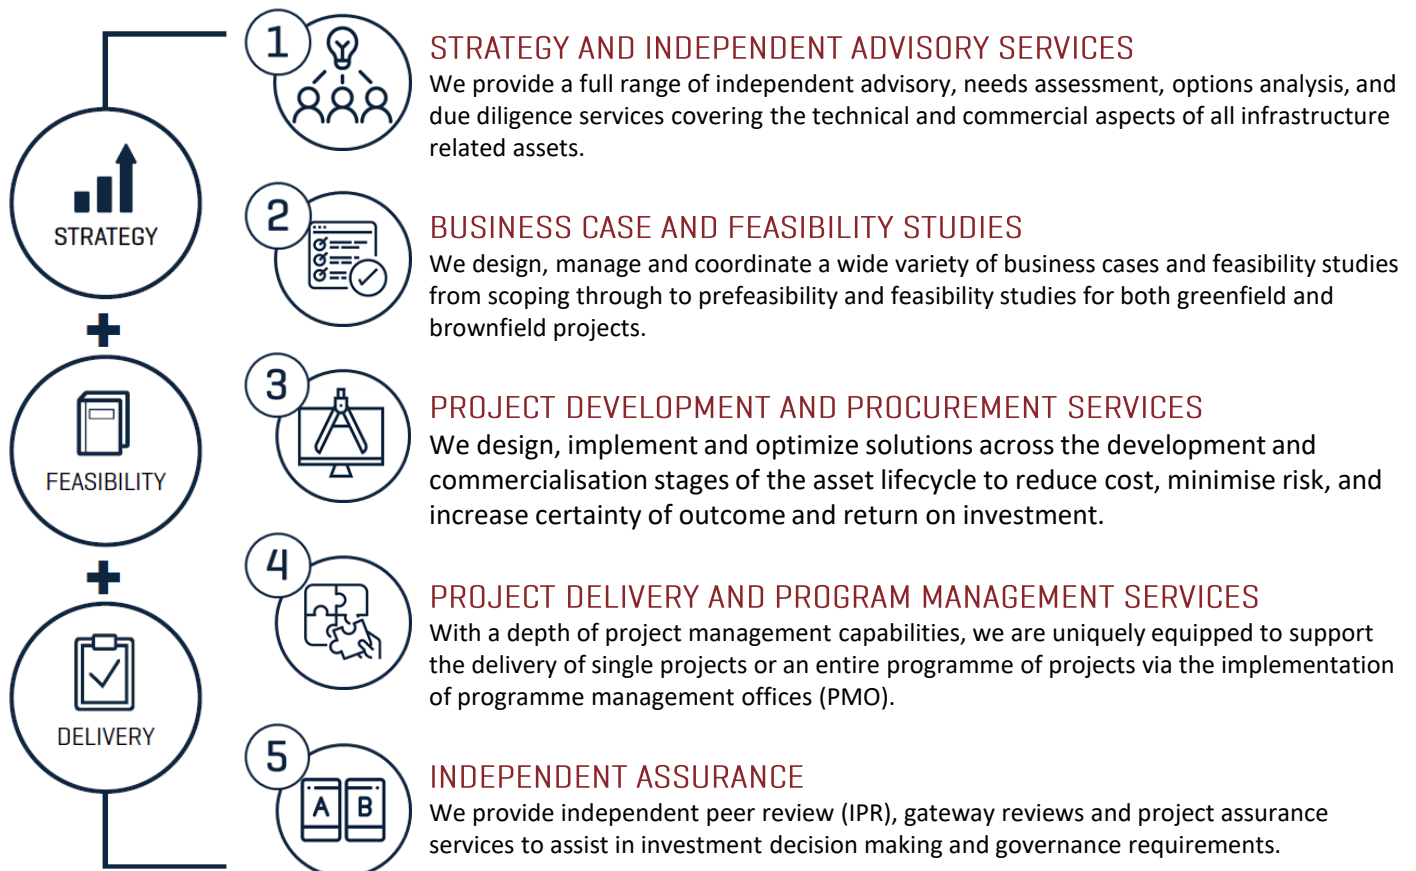 STRATEGY
+
FEASIBILITY
+
DELIVERY
1
STRATEGY AND INDEPENDENT ADVISORY SERVICES
We provide a full range of independent advisory, needs assessment, options analysis, and
due diligence services covering the technical and commercial aspects of all infrastructure
related assets.
2
BUSINESS CASE AND FEASIBILITY STUDIES
We design, manage and coordinate a wide variety of business cases and feasibility studies
from scoping through to prefeasibility and feasibility studies for both greenfield and
brownfield projects.
3
PROJECT DEVELOPMENT AND PROCUREMENT SERVICES
We design, implement and optimize solutions across the development and
commercialisation stages of the asset lifecycle to reduce cost, minimise risk, and
increase certainty of outcome and return on investment.
4
PROJECT DELIVERY AND PROGRAM MANAGEMENT SERVICES
With a depth of project management capabilities, we are uniquely equipped to support
the delivery of single projects or an entire programme of projects via the implementation
of programme management offices (PMO).
5
A B
INDEPENDENT ASSURANCE
We provide independent peer review (IPR), gateway reviews and project assurance
services to assist in investment decision making and governance requirements.